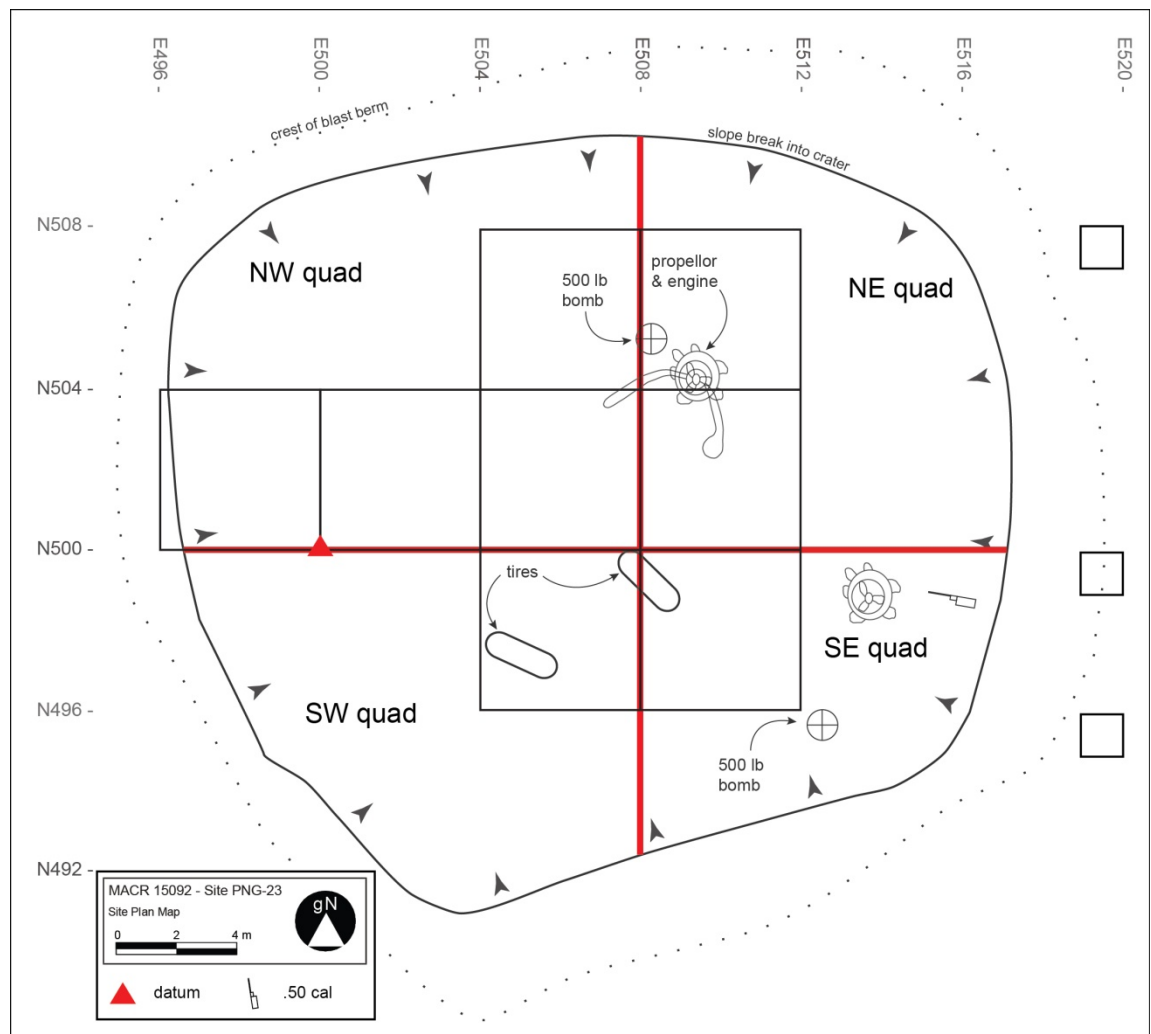 E496 -
E500 -
E504 -
E508 -
E512 -
E516 -
E520 -
crest of blast berm
slope break into crater
N508 -
NW quad
500 lb
bomb
propellor
& engine
NE quad
N504 -
N500 -
tires
SE quad
N496 -
SW quad
500 lb
bomb
N492 -
MACR 15092 - Site PNG-23
Site Plan Map
gN
0 2 4 m
datum
.50 cal